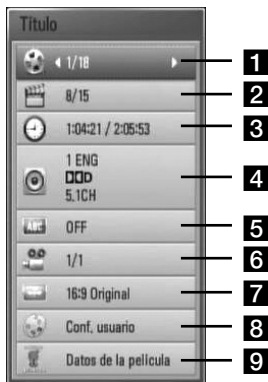 Título
1/18 1
8/15 2
1:04:21 / 2:05:53 3
1 ENG
D 4
5.1CH
ABC OFF 5
1/1 6
16:9 Original 7
Conf. usuario 8
Datos de la película 9